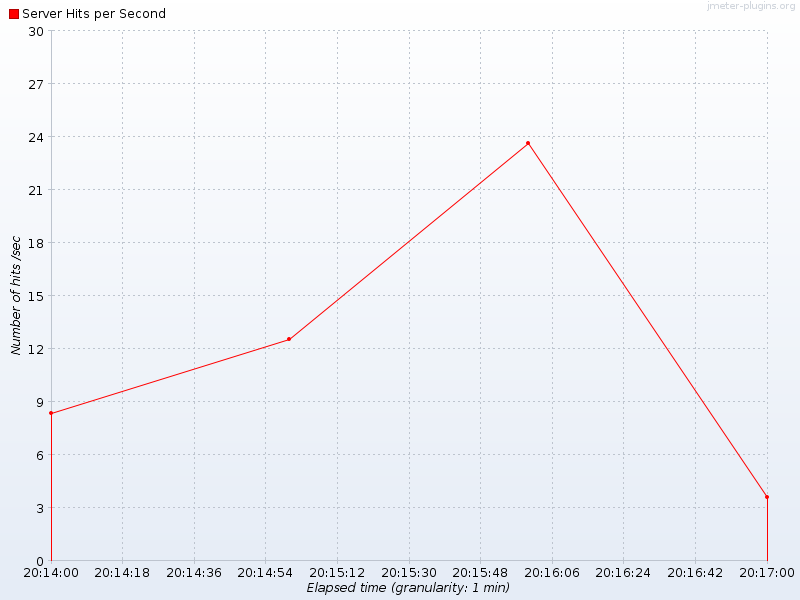 jmeter-plugins.org
Server Hits per Second
30
27
24
21
18
15
12
9
6
3
0
Number of hits /sec
20:14:00 20:14:18 20:14:36 20:14:54 20:15:12 20:15:30 20:15:48 20:16:06 20:16:24 20:16:42 20:17:00
Elapsed time (granularity: 1 min)